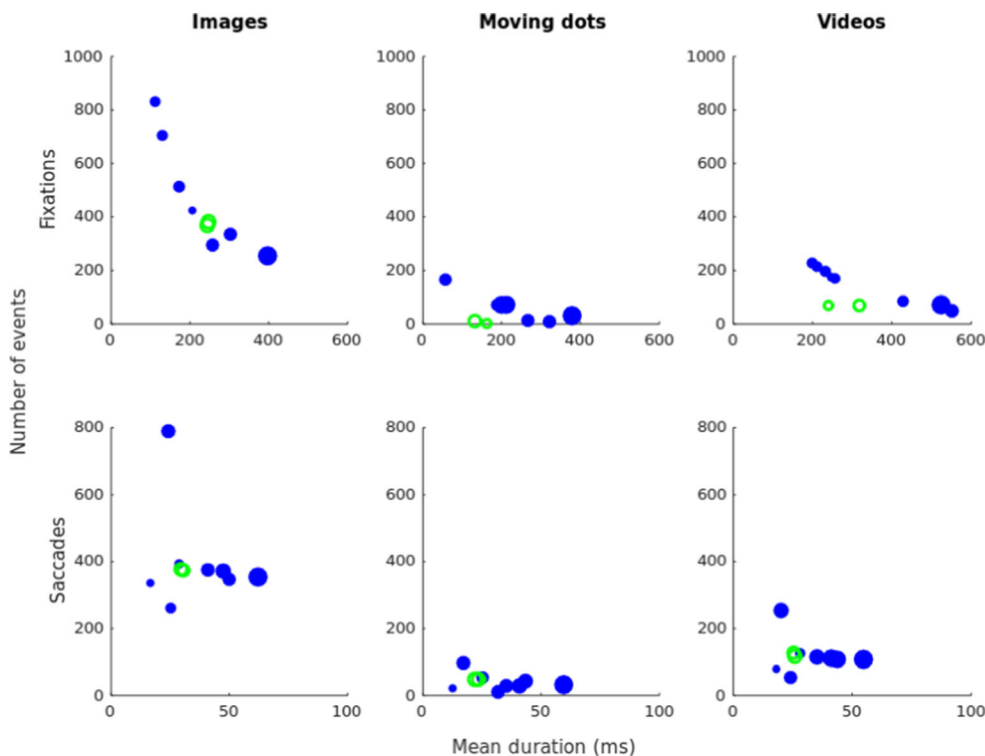 Images Moving dots Videos
Number of events
Fixations
1000 1000 1000
800 800 800
600 600 600
400 400 400
200 200 200
0 0 0
0 200 400 600 0 200 400 600 0 200 400 600
Saccades
800 800 800
600 600 600
400 400 400
200 200 200
0 0 0
0 50 100 0 50 100 0 50 100
Mean duration (ms)